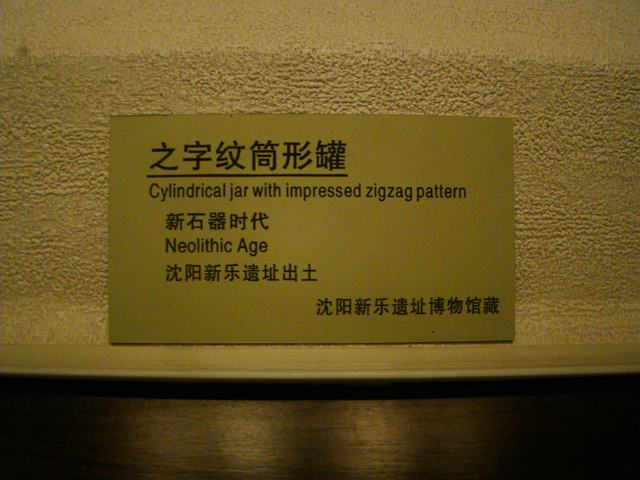 之字纹筒形罐
Cylindrical jar with impressed zigzag pattern
新石器时代
Neolithic Age
沈阳新乐遗址出土
沈阳新乐遗址博物馆藏